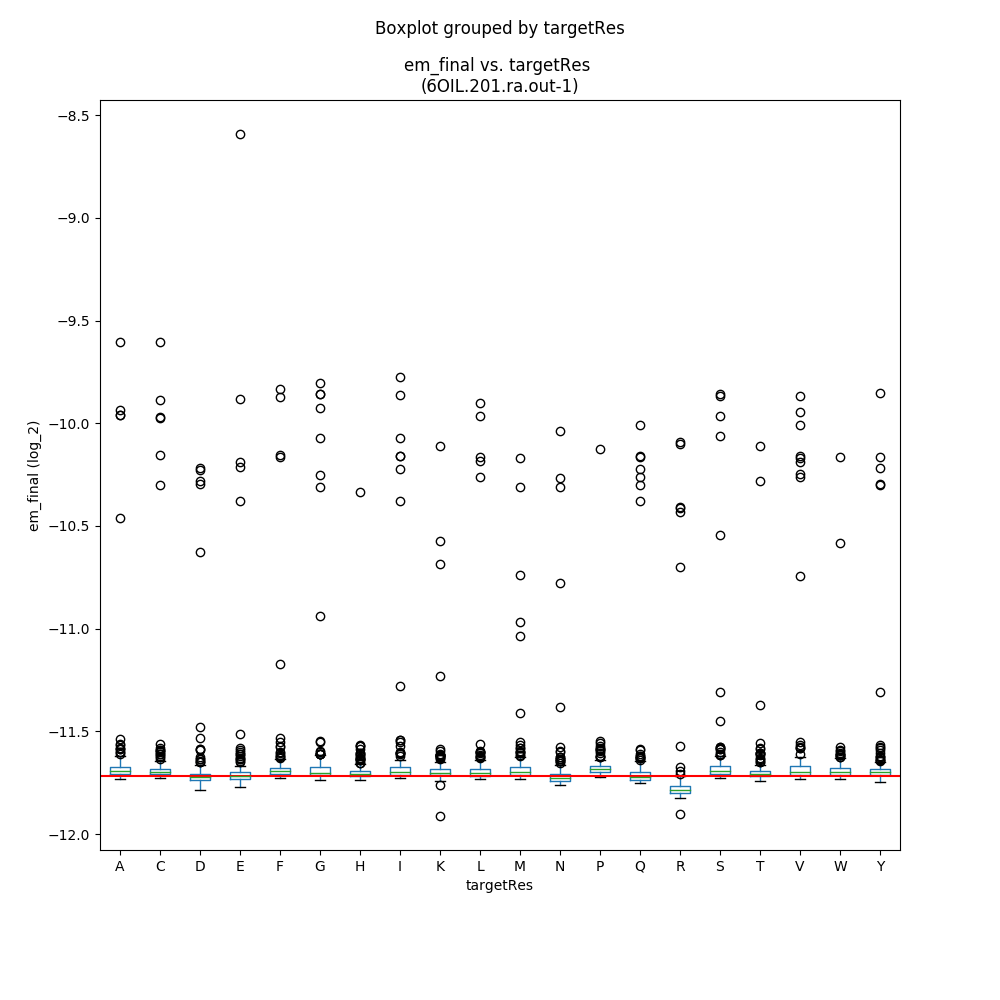 Boxplot grouped by targetRes
em_final vs. targetRes
(6OIL.201.ra.out-1)
−8.5
−9.0
−9.5
−10.0
−10.5
−11.0
−11.5
−12.0
em_final (log_2)
A C D E F G H I K L M N P Q R S T V W Y
targetRes